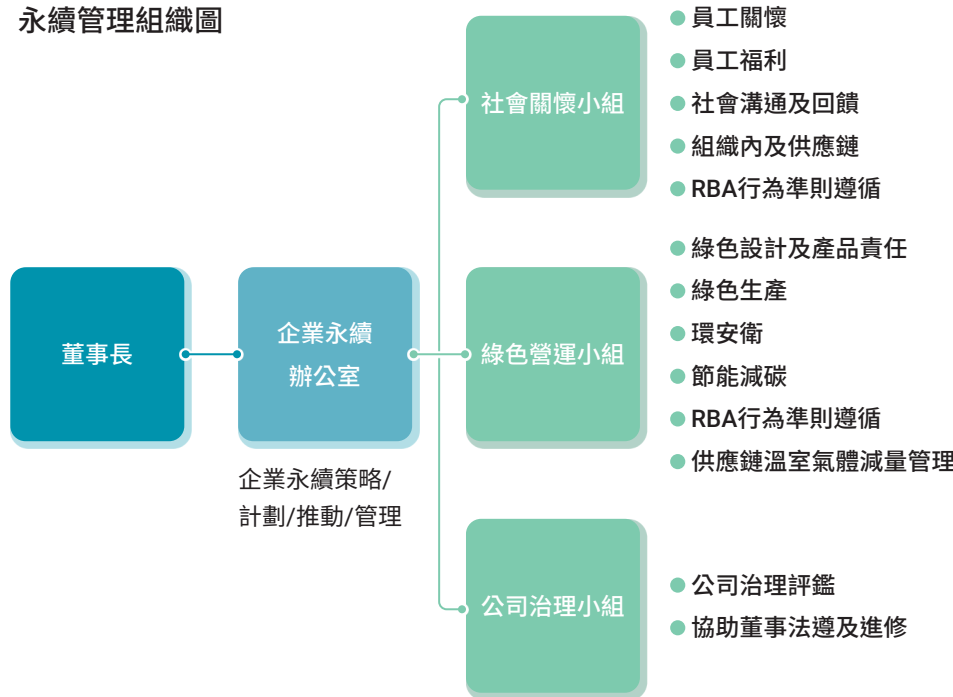 永續管理組織圖
董事長
企業永續
辦公室
企業永續策略/
計劃/推動/管理
社會關懷小組
員工關懷
員工福利
社會溝通及回饋
組織內及供應鏈
RBA行為準則遵循
綠色營運小組
綠色設計及產品責任
綠色生產
環安衛
節能減碳
RBA行為準則遵循
供應鏈溫室氣體減量管理
公司治理小組
公司治理評鑑
協助董事法遵及進修